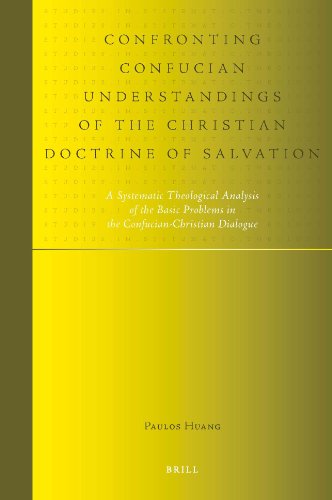 CONFRONTING
CONFUCIAN
UNDERSTANDINGS
OF THE CHRISTIAN
DOCTRINE OF SALVATION
A Systematic Theological Analysis
of the Basic Problems in
the Confucian-Christian Dialogue
PAULOS HUANG
BRILL